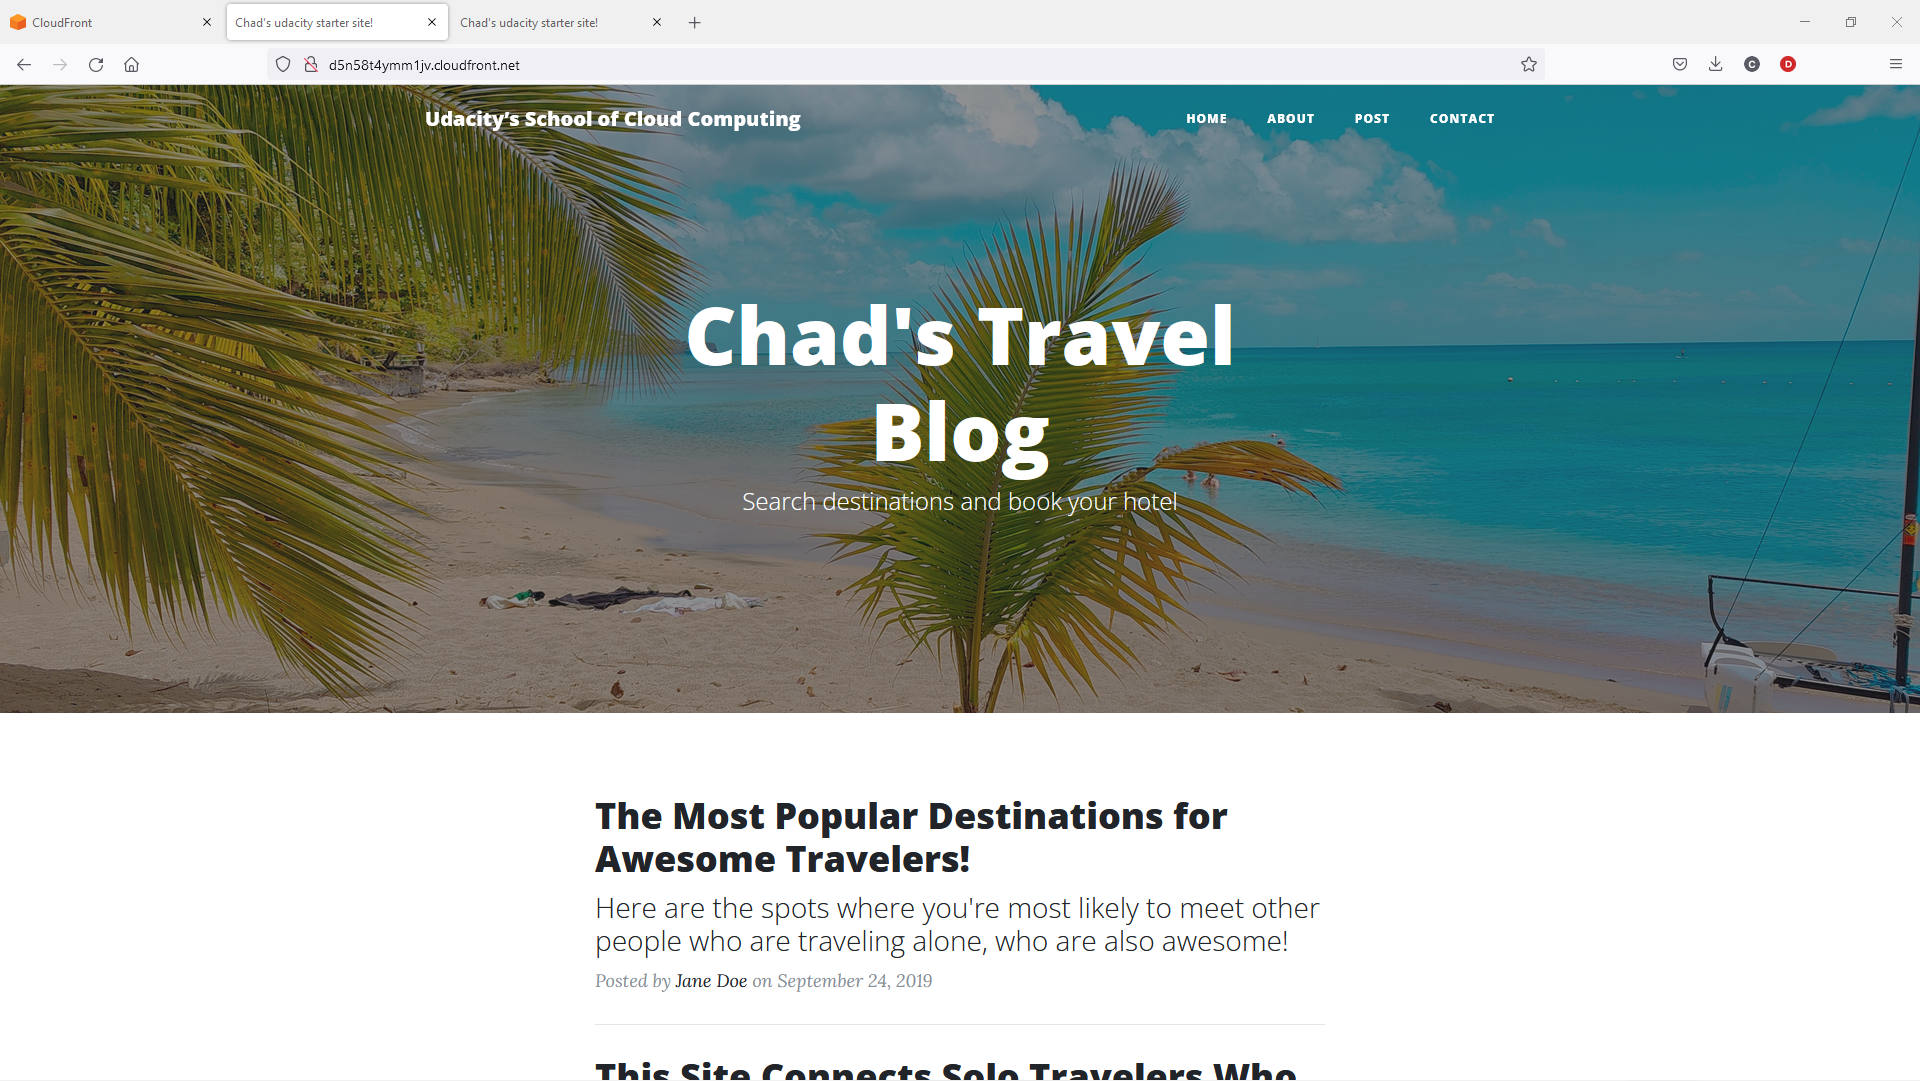 CloudFront
Chad's udacity starter site!
Chad's udacity starter site!
d5n58t4ymm1jv.cloudfront.net
C
D
Udacity’s School of Cloud Computing
HOME
ABOUT
POST
CONTACT
Chad's Travel
Blog
Search destinations and book your hotel
The Most Popular Destinations for
Awesome Travelers!
Here are the spots where you're most likely to meet other
people who are traveling alone, who are also awesome!
Posted by Jane Doe on September 24, 2019
This Site Connects Solo Travelers Who